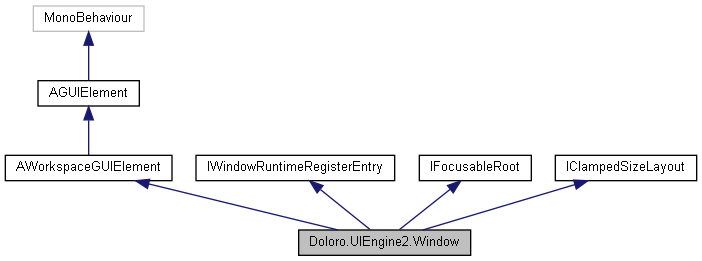 MonoBehaviour
AGUIElement
AWorkspaceGUIElement
IWindowRuntimeRegisterEntry
IFocusableRoot
IClampedSizeLayout
Doloro.UIEngine2.Window